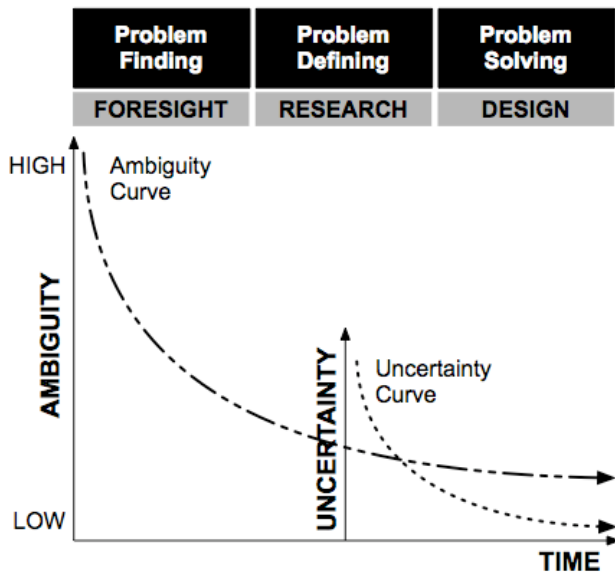 Problem Finding
Problem Defining
Problem Solving
FORESIGHT
RESEARCH
DESIGN
HIGH
Ambiguity
Curve
AMBIGUITY
UNCERTAINTY
Uncertainty
Curve
LOW
TIME